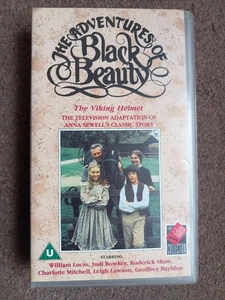 THE ADVENTURES OF
Black
Beauty
The Viking Helmet
THE TELEVISION ADAPTATION OF
ANNA SEWELL'S CLASSIC STORY
U
STARRING
William Lucas, Judi Bowker, Roderick Shaw,
Charlotte Mitchell, Leigh Lawson, Geoffrey Bayldon